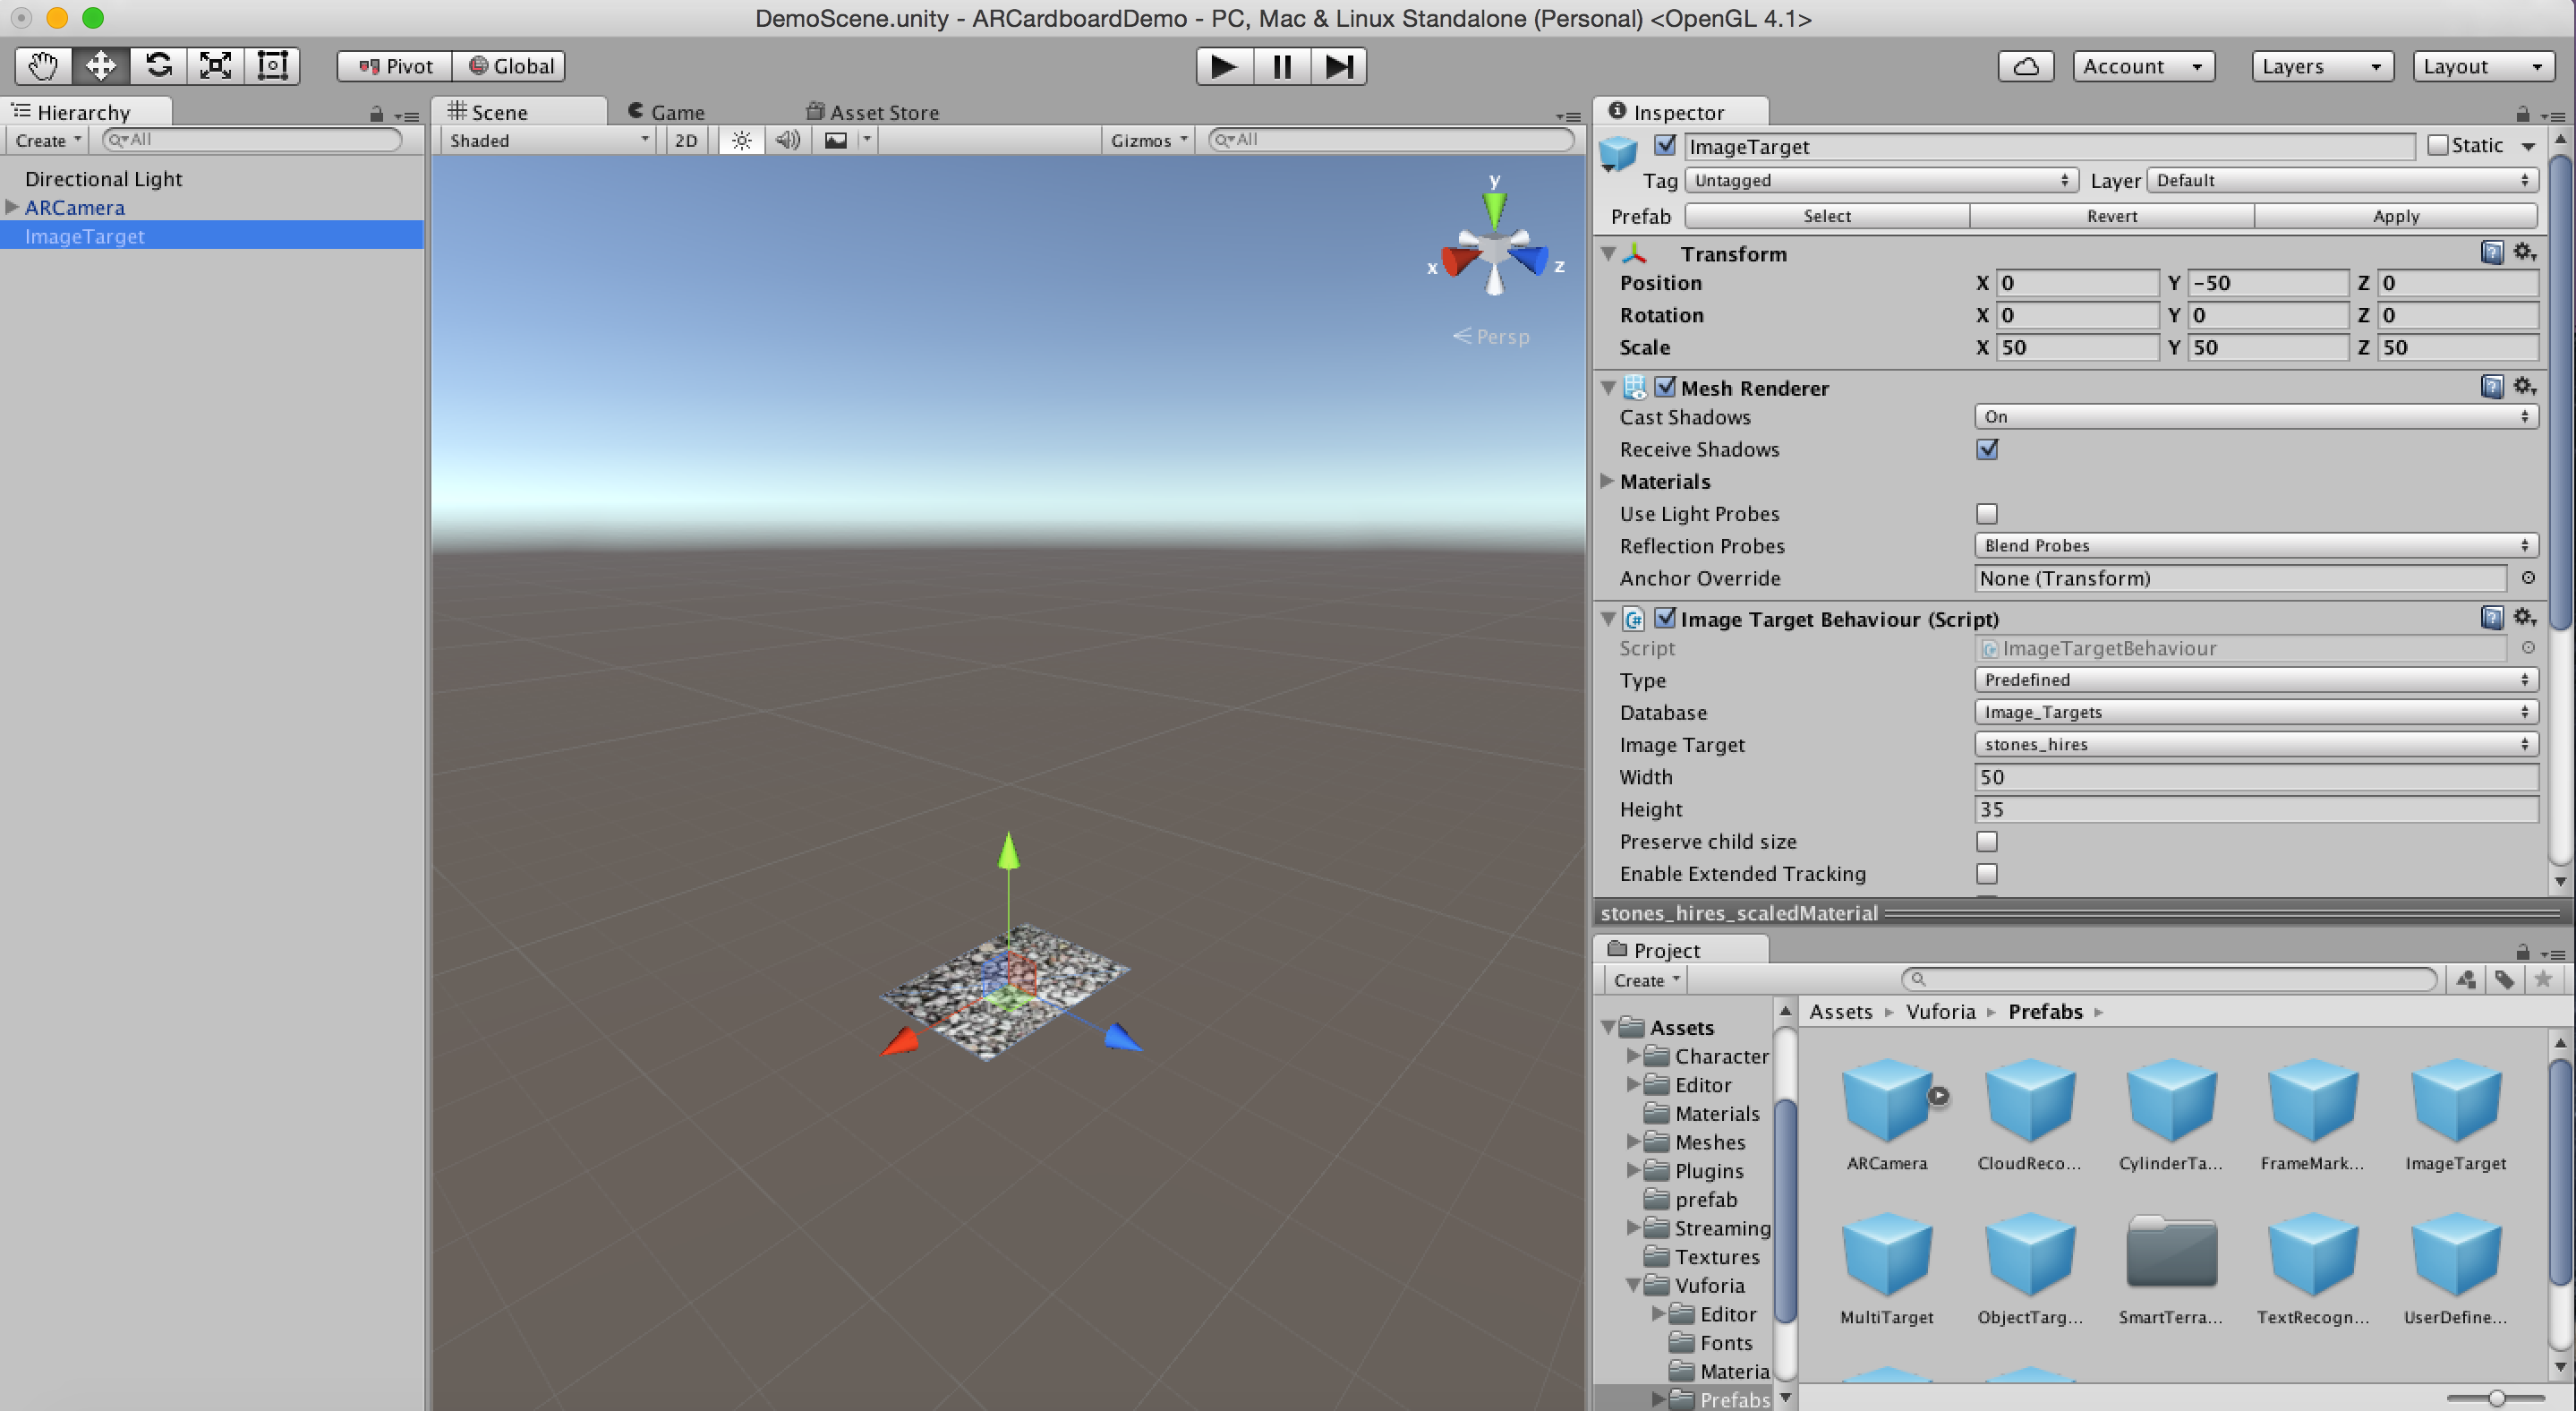 DemoScene.unity - ARCardboardDemo - PC, Mac & Linux Standalone (Personal) <OpenGL 4.1>
Pivot Global
Account Layers Layout
Hierarchy
Create All
Directional Light
ARCamera
ImageTarget
Scene Game Asset Store
Shaded 2D Gizmos All
y
x z
Persp
Inspector
ImageTarget Static
Tag Untagged Layer Default
Prefab Select Revert Apply
Transform
Position X 0 Y -50 Z 0
Rotation X 0 Y 0 Z 0
Scale X 50 Y 50 Z 50
Mesh Renderer
Cast Shadows On
Receive Shadows
Materials
Use Light Probes
Reflection Probes Blend Probes
Anchor Override None (Transform)
Image Target Behaviour (Script)
Script ImageTargetBehaviour
Type Predefined
Database Image_Targets
Image Target stones_hires
Width 50
Height 35
Preserve child size
Enable Extended Tracking
stones_hires_scaledMaterial
Project
Create
Assets
Character
Editor
Materials
Meshes
Plugins
prefab
Streaming
Textures
Vuforia
Editor
Fonts
Materia
Prefabs
Assets Vuforia Prefabs
ARCamera CloudReco... CylinderTa... FrameMark... ImageTarget
MultiTarget ObjectTarg... SmartTerra... TextRecogn... UserDefine...